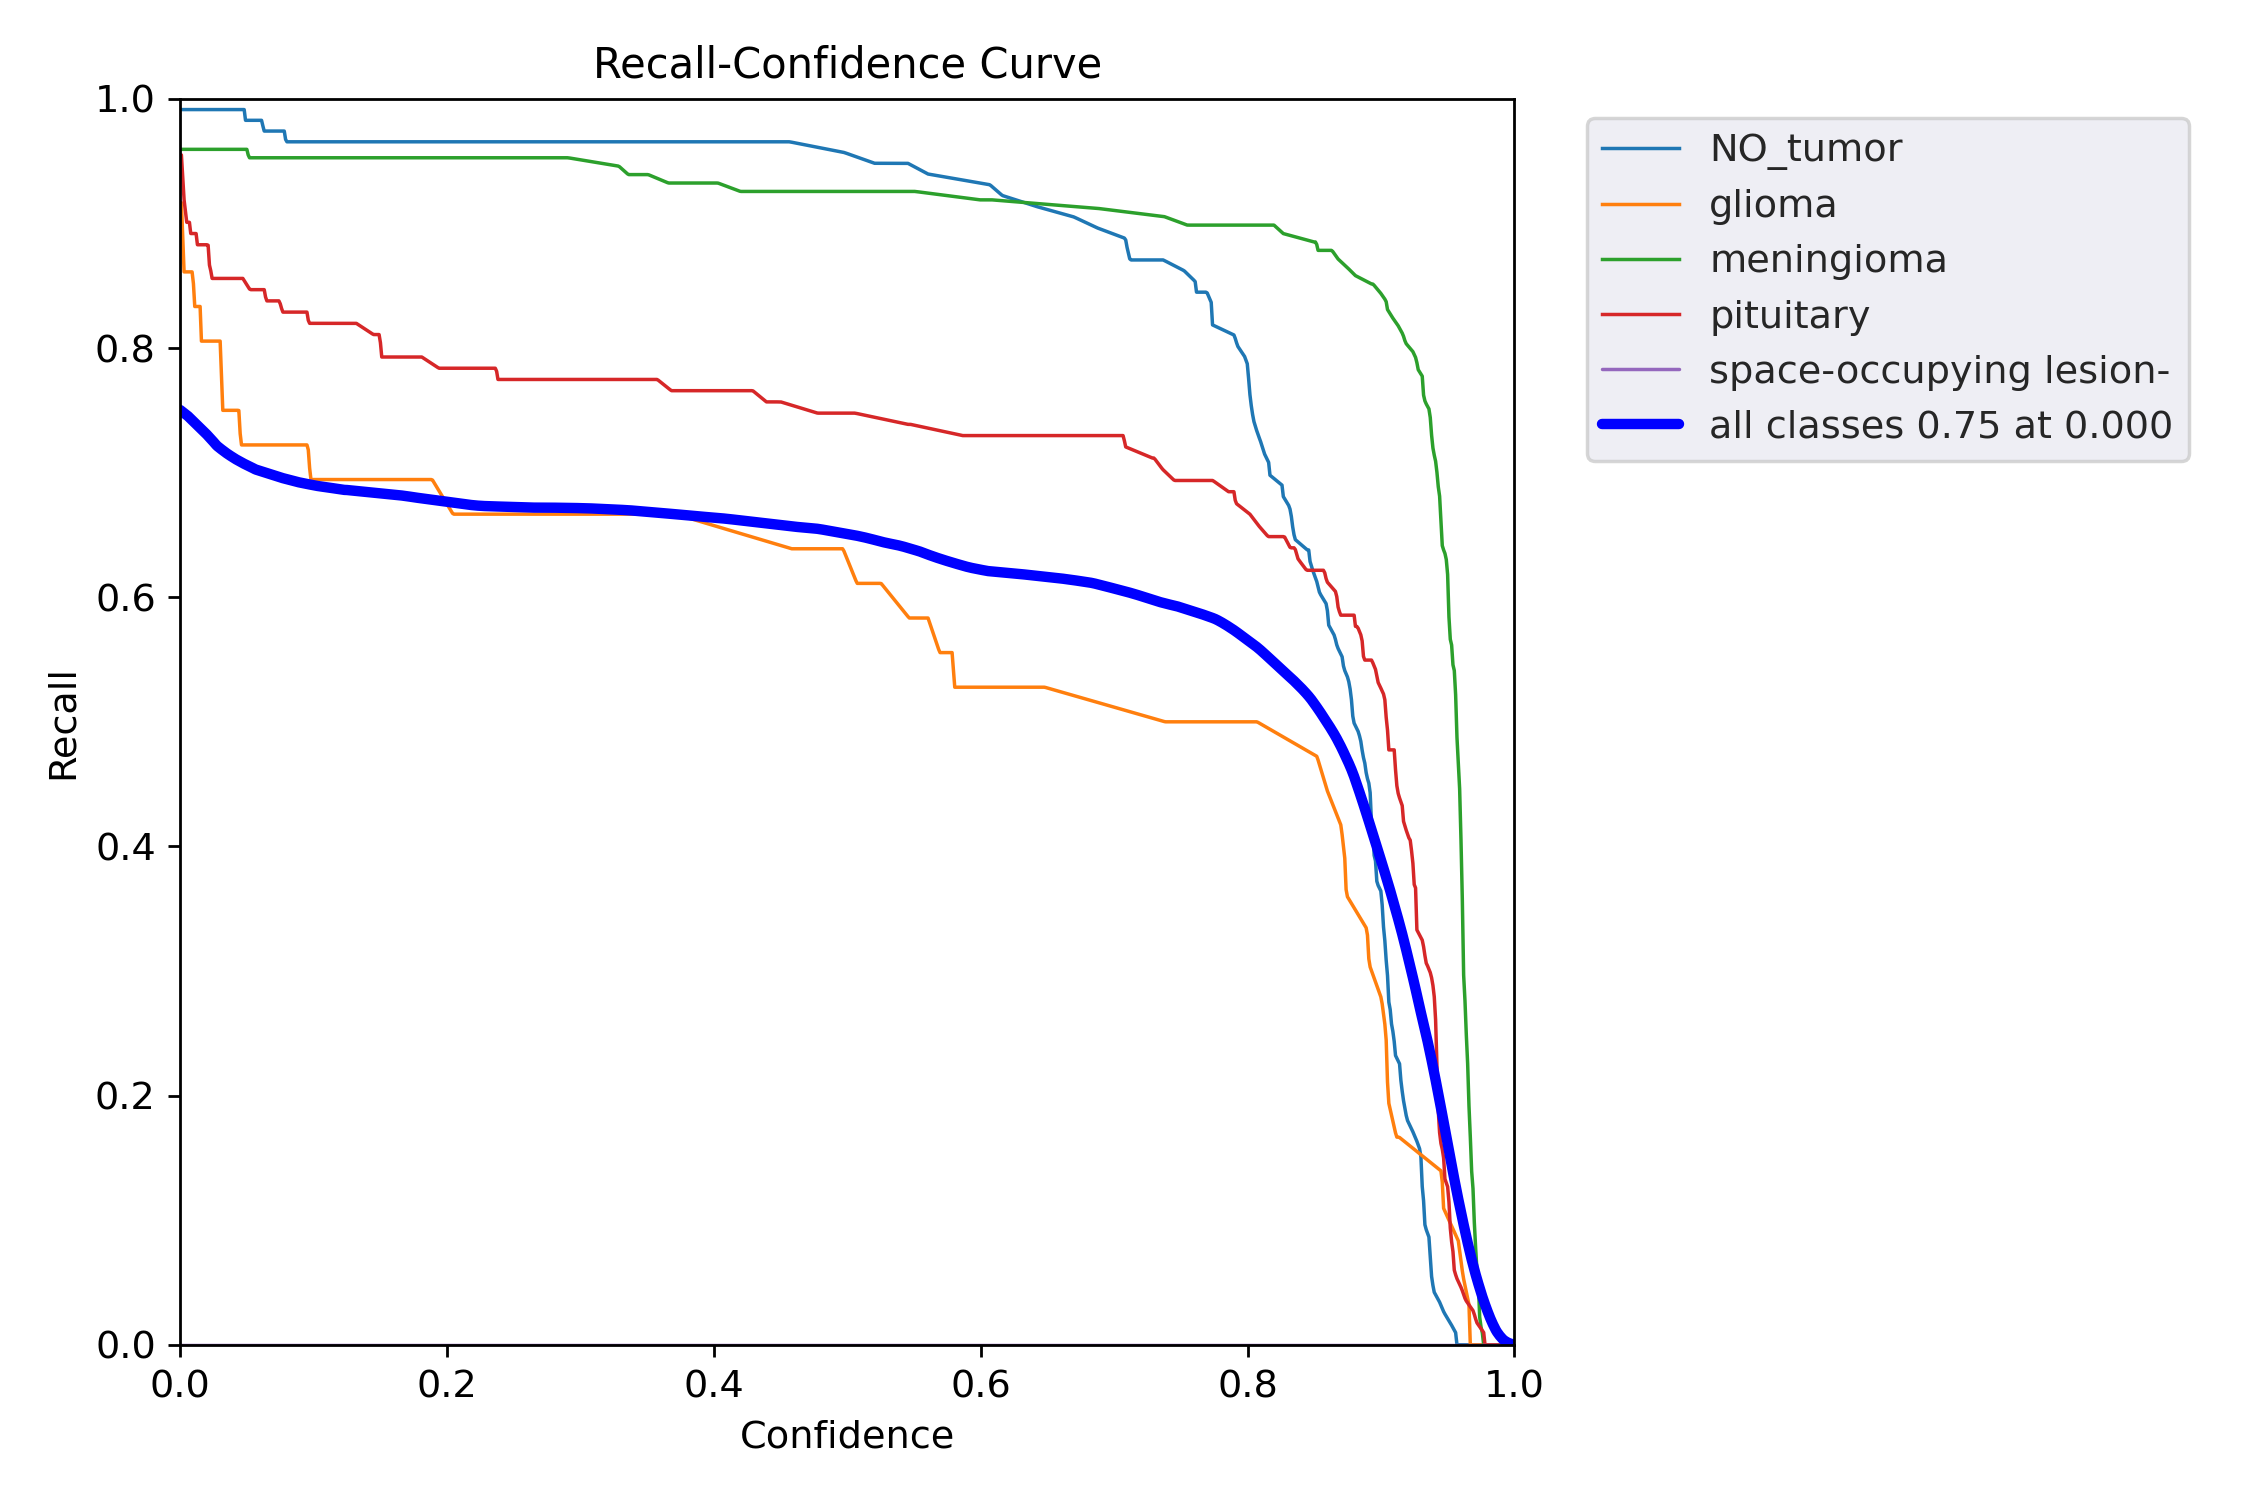 Recall-Confidence Curve
1.0
0.8
0.6
0.4
0.2
0.0
Recall
0.0 0.2 0.4 0.6 0.8 1.0
Confidence
NO_tumor
glioma
meningioma
pituitary
space-occupying lesion-
all classes 0.75 at 0.000